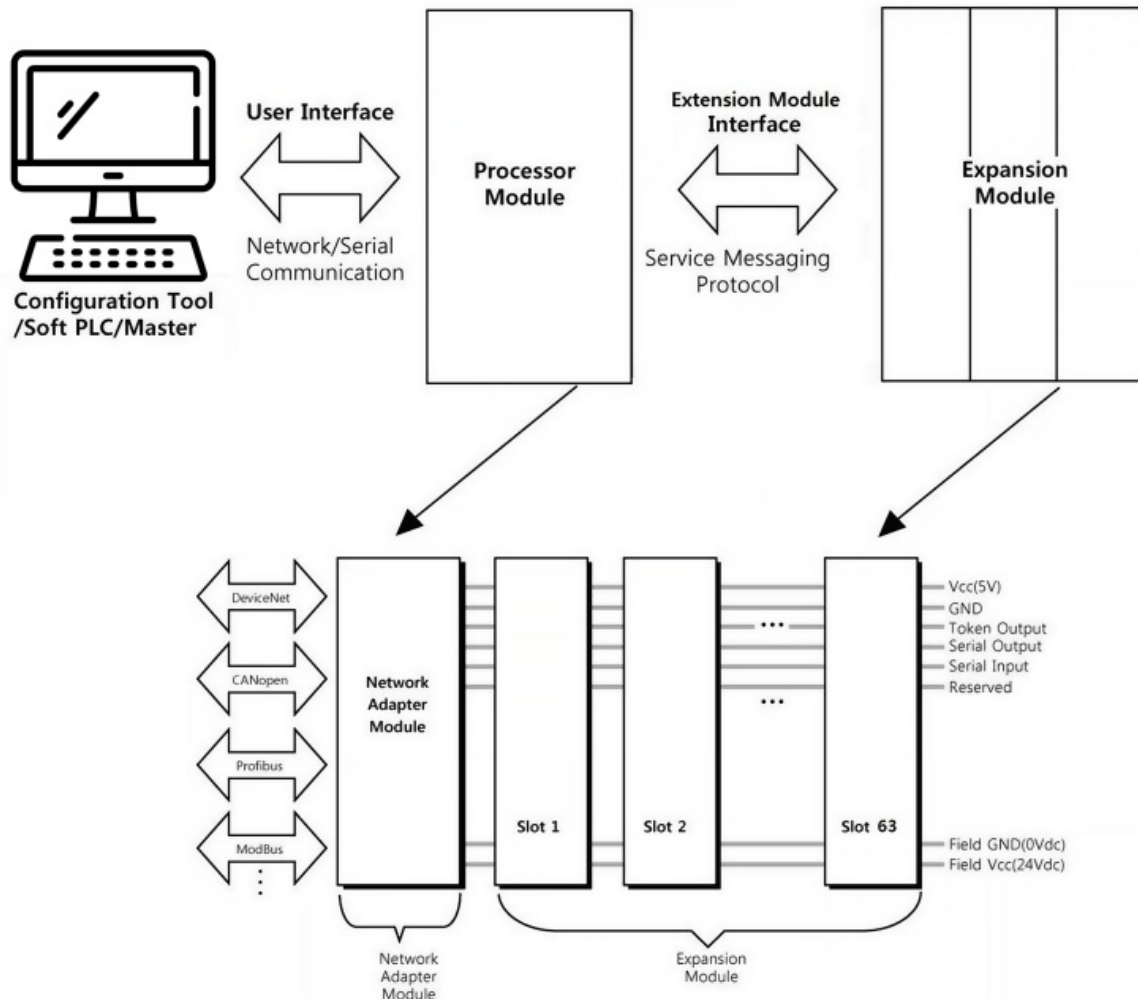 User Interface
Network/Serial
Communication
Configuration Tool
/Soft PLC/Master
Processor
Module
Extension Module
Interface
Service Messaging
Protocol
Expansion
Module
DeviceNet
CANopen
Profibus
ModBus
Network
Adapter
Module
Slot 1
Slot 2
Slot 63
Vcc(5V)
GND
Token Output
Serial Output
Serial Input
Reserved
Field GND(0Vdc)
Field Vcc(24Vdc)
Network
Adapter
Module
Expansion
Module